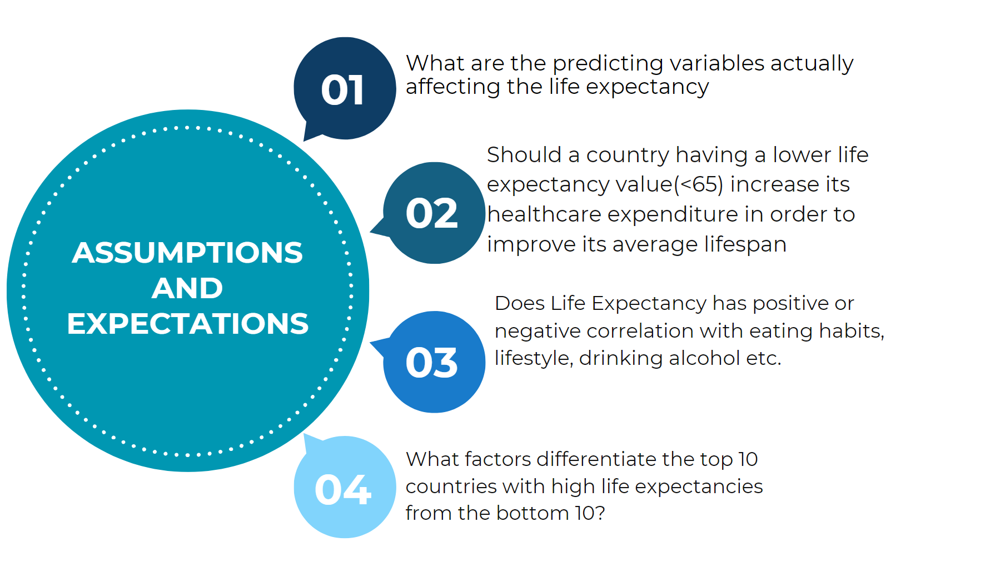 ASSUMPTIONS
AND
EXPECTATIONS
01
What are the predicting variables actually
affecting the life expectancy
02
Should a country having a lower life
expectancy value(<65) increase its
healthcare expenditure in order to
improve its average lifespan
03
Does Life Expectancy has positive or
negative correlation with eating habits,
lifestyle, drinking alcohol etc.
04
What factors differentiate the top 10
countries with high life expectancies
from the bottom 10?